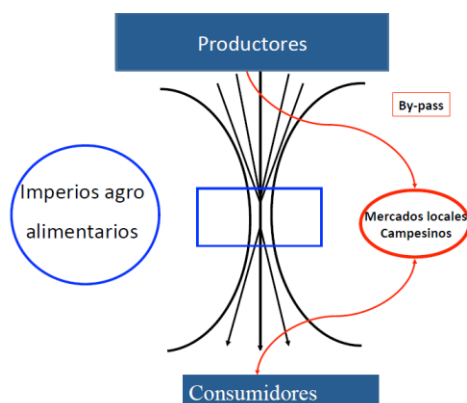 Productores
By-pass
Imperios agro
alimentarios
Mercados locales
Campesinos
Consumidores